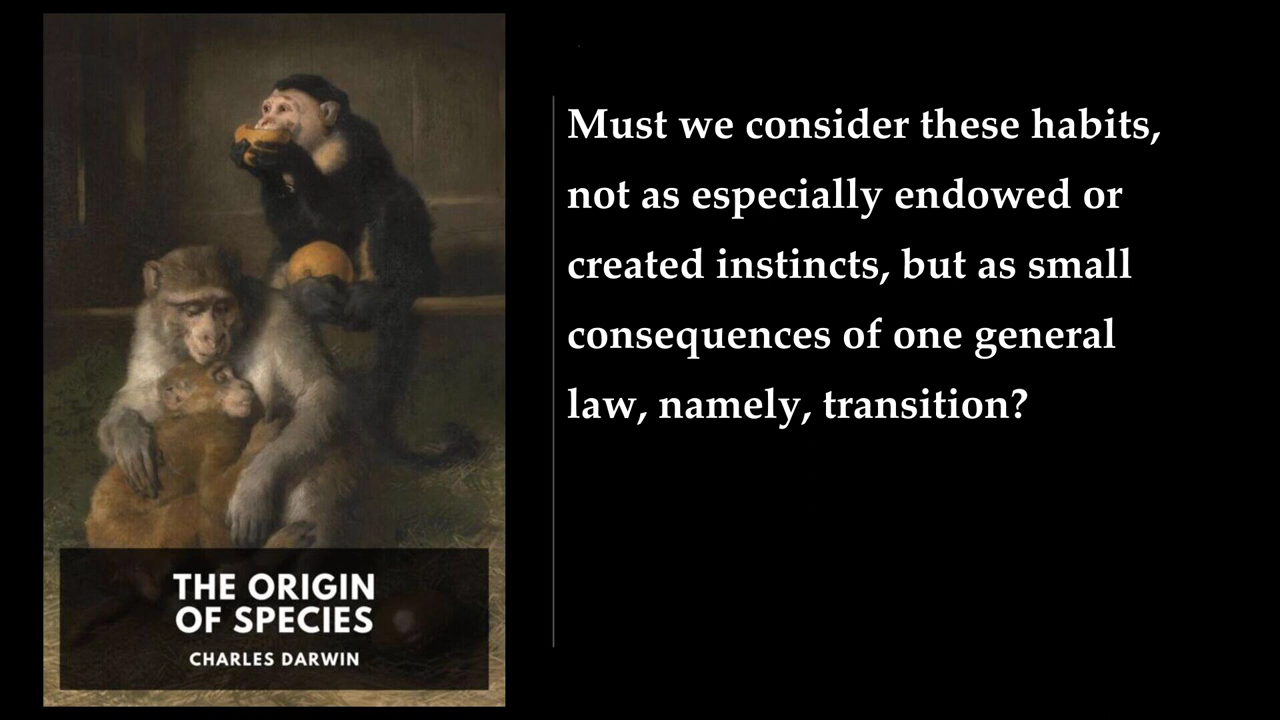 Must we consider these habits,
not as especially endowed or
created instincts, but as small
consequences of one general
law, namely, transition?
THE ORIGIN
OF SPECIES
CHARLES DARWIN